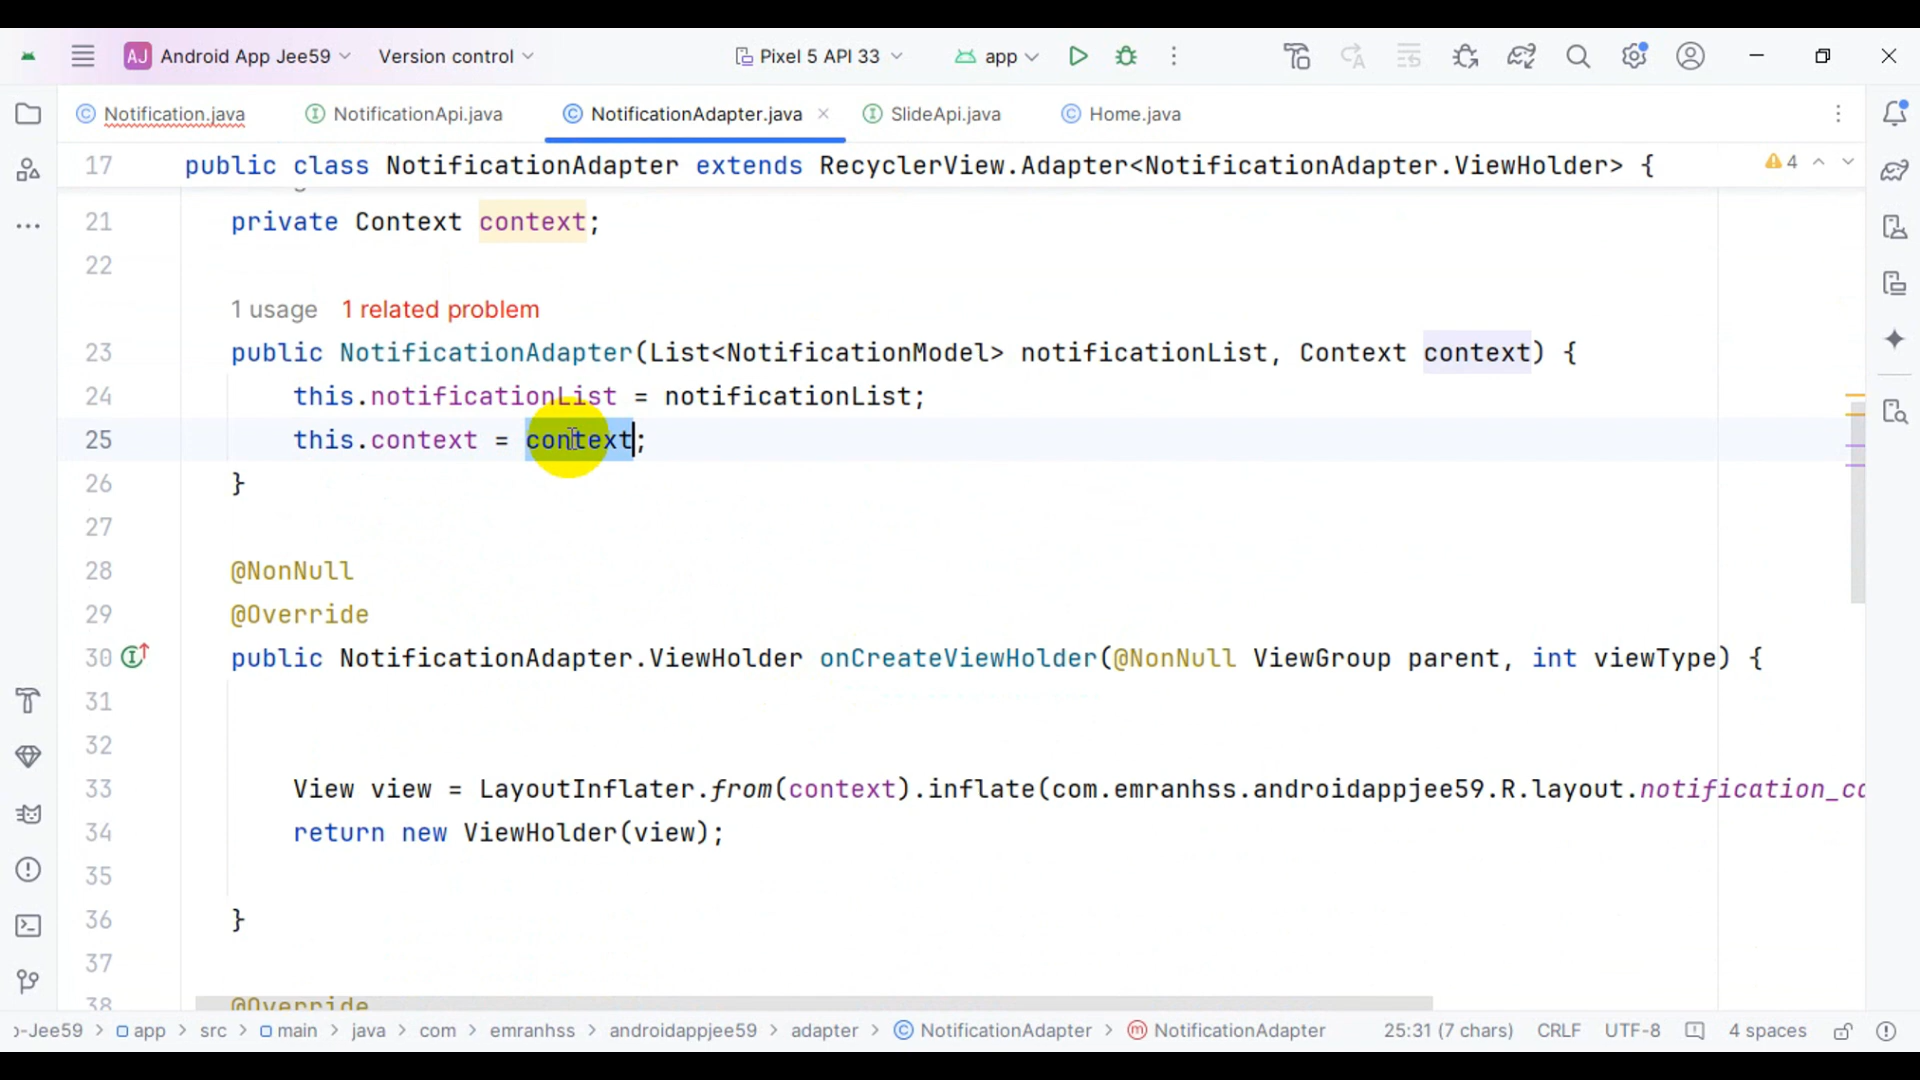 AJ Android App Jee59 Version control Pixel 5 API 33 app
Notification.java NotificationApi.java NotificationAdapter.java SlideApi.java Home.java
17 public class NotificationAdapter extends RecyclerView.Adapter<NotificationAdapter.ViewHolder> { 4
21 private Context context;
22
1 usage 1 related problem
23 public NotificationAdapter(List<NotificationModel> notificationList, Context context) {
24 this.notificationList = notificationList;
25 this.context = context;
26 }
27
28 @NonNull
29 @Override
30 public NotificationAdapter.ViewHolder onCreateViewHolder(@NonNull ViewGroup parent, int viewType) {
31
32
33 View view = LayoutInflater.from(context).inflate(com.emranhss.androidappjee59.R.layout.notification_ca
34 return new ViewHolder(view);
35
36 }
37
38 @Override
p-Jee59 > app > src > main > java > com > emranhss > androidappjee59 > adapter > NotificationAdapter > NotificationAdapter 25:31 (7 chars) CRLF UTF-8 4 spaces